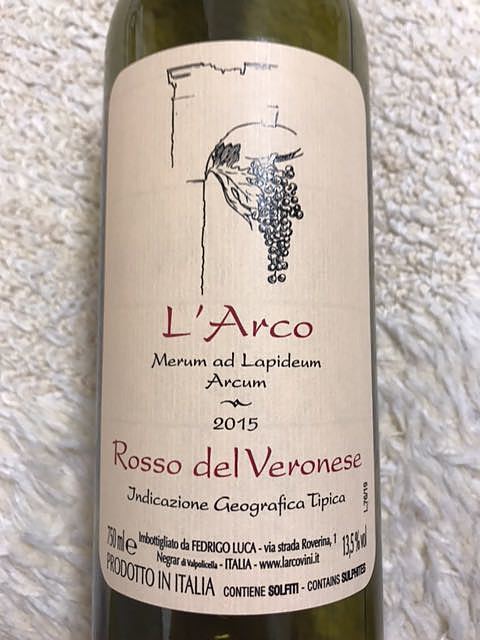 L'Arco
Merum ad Lapideum
Arcum
2015
Rosso del Veronese
Indicazione Geografica Tipica
L.76/19
750 ml e Imbottigliato da FEDRIGO LUCA - via strada Roverina, 1 13,5% vol
Negrar di Valpolicella - ITALIA - www.larcovini.it
PRODOTTO IN ITALIA CONTIENE SOLFITI - CONTAINS SULPHITES